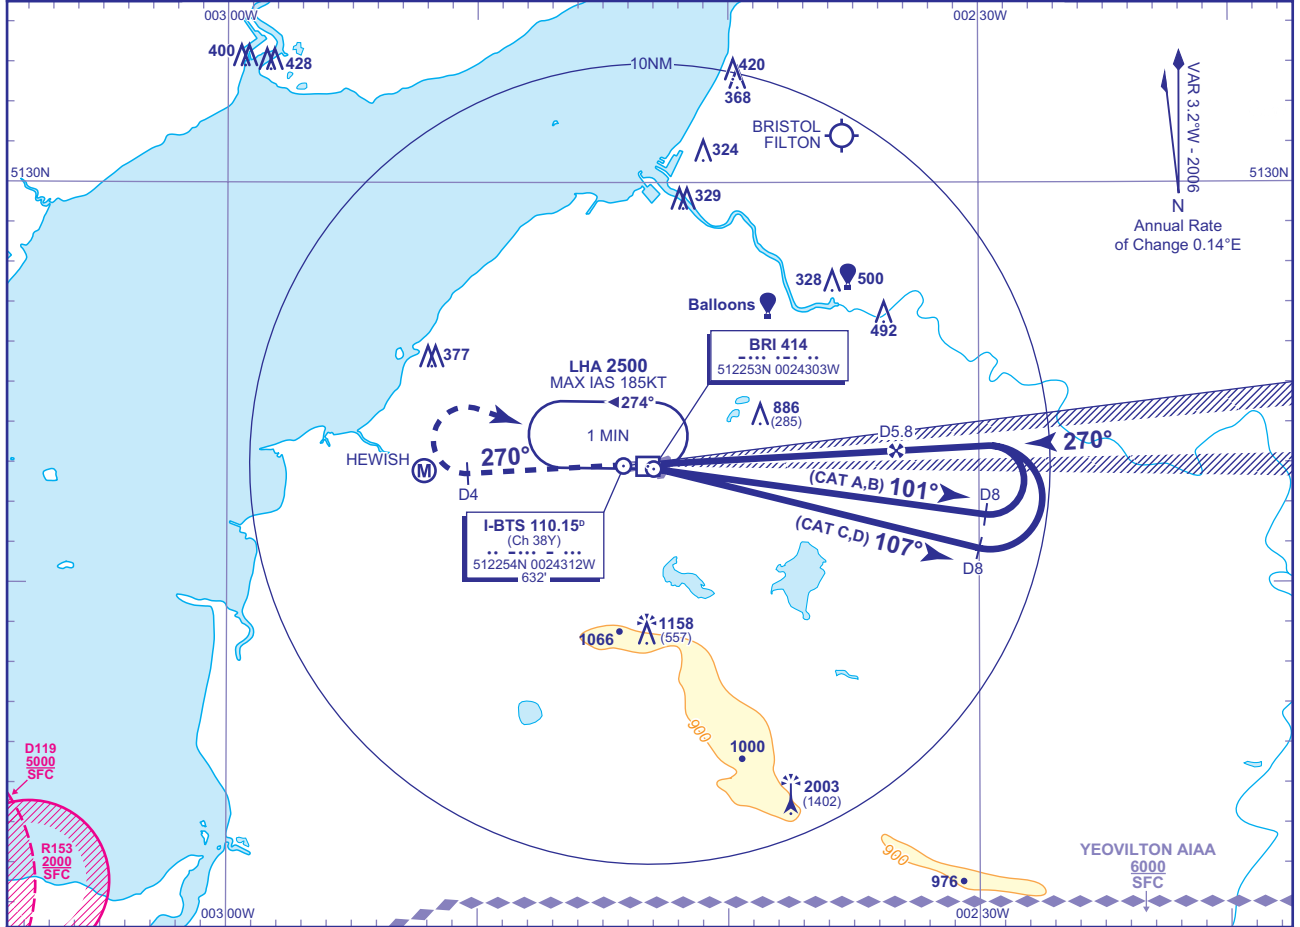 003 00W
002 30W
400
428
10NM
420
368
BRISTOL
FILTON
VAR 3.2°W - 2006
324
5130N
5130N
329
N
Annual Rate
of Change 0.14°E
328
500
Balloons
492
BRI 414
512253N 0024303W
377
LHA 2500
MAX IAS 185KT
274°
1 MIN
886
(285)
D5.8
270°
HEWISH
M
270°
D4
(CAT A,B) 101°
D8
(CAT C,D) 107°
D8
I-BTS 110.15ᴰ
(Ch 38Y)
512254N 0024312W
632'
1158
(557)
1066
900
1000
2003
(1402)
D119
5000
SFC
R153
2000
SFC
900
976
YEOVILTON AIAA
6000
SFC
003 00W
002 30W